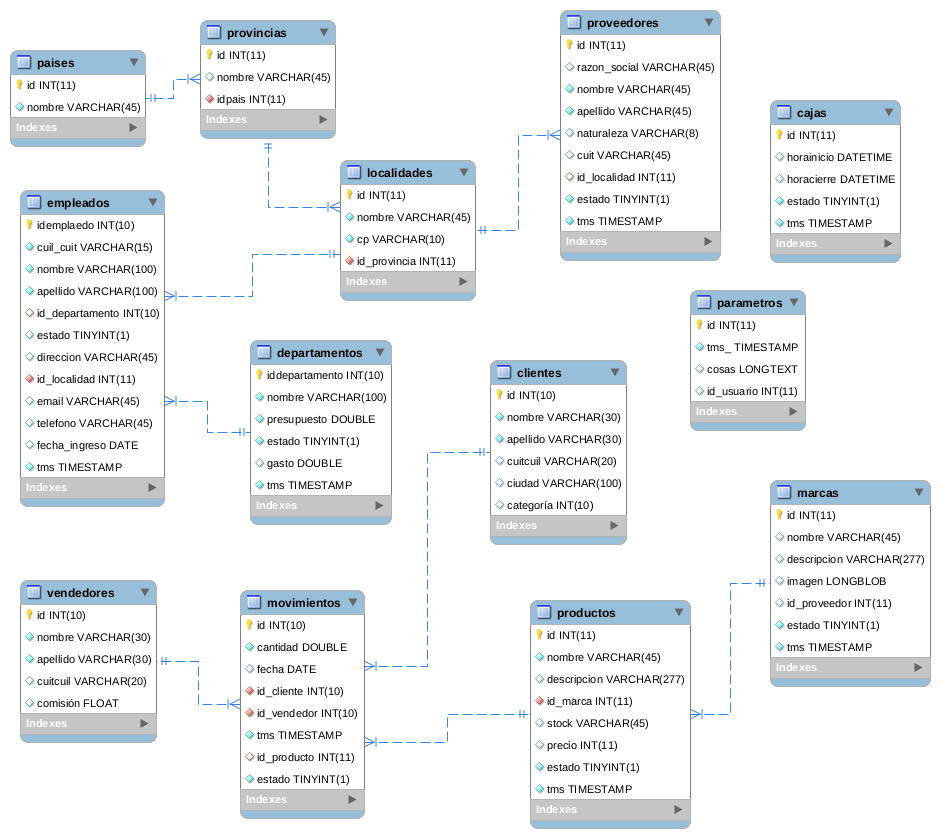 paises
id INT(11)
nombre VARCHAR(45)
Indexes
provincias
id INT(11)
nombre VARCHAR(45)
idpais INT(11)
Indexes
proveedores
id INT(11)
razon_social VARCHAR(45)
nombre VARCHAR(45)
apellido VARCHAR(45)
naturaleza VARCHAR(8)
cuit VARCHAR(45)
id_localidad INT(11)
estado TINYINT(1)
tms TIMESTAMP
Indexes
cajas
id INT(11)
horainicio DATETIME
horacierre DATETIME
estado TINYINT(1)
tms TIMESTAMP
Indexes
localidades
id INT(11)
nombre VARCHAR(45)
cp VARCHAR(10)
id_provincia INT(11)
Indexes
empleados
idemplaedo INT(10)
cuil_cuit VARCHAR(15)
nombre VARCHAR(100)
apellido VARCHAR(100)
id_departamento INT(10)
estado TINYINT(1)
direccion VARCHAR(45)
id_localidad INT(11)
email VARCHAR(45)
telefono VARCHAR(45)
fecha_ingreso DATE
tms TIMESTAMP
Indexes
parametros
id INT(11)
tms_ TIMESTAMP
cosas LONGTEXT
id_usuario INT(11)
Indexes
departamentos
iddepartamento INT(10)
nombre VARCHAR(100)
presupuesto DOUBLE
estado TINYINT(1)
gasto DOUBLE
tms TIMESTAMP
Indexes
clientes
id INT(10)
nombre VARCHAR(30)
apellido VARCHAR(30)
cuitcuil VARCHAR(20)
ciudad VARCHAR(100)
categoría INT(10)
Indexes
marcas
id INT(11)
nombre VARCHAR(45)
descripcion VARCHAR(277)
imagen LONGBLOB
id_proveedor INT(11)
estado TINYINT(1)
tms TIMESTAMP
Indexes
vendedores
id INT(10)
nombre VARCHAR(30)
apellido VARCHAR(30)
cuitcuil VARCHAR(20)
comisión FLOAT
Indexes
movimientos
id INT(10)
cantidad DOUBLE
fecha DATE
id_cliente INT(10)
id_vendedor INT(10)
tms TIMESTAMP
id_producto INT(11)
estado TINYINT(1)
Indexes
productos
id INT(11)
nombre VARCHAR(45)
descripcion VARCHAR(277)
id_marca INT(11)
stock VARCHAR(45)
precio INT(11)
estado TINYINT(1)
tms TIMESTAMP
Indexes